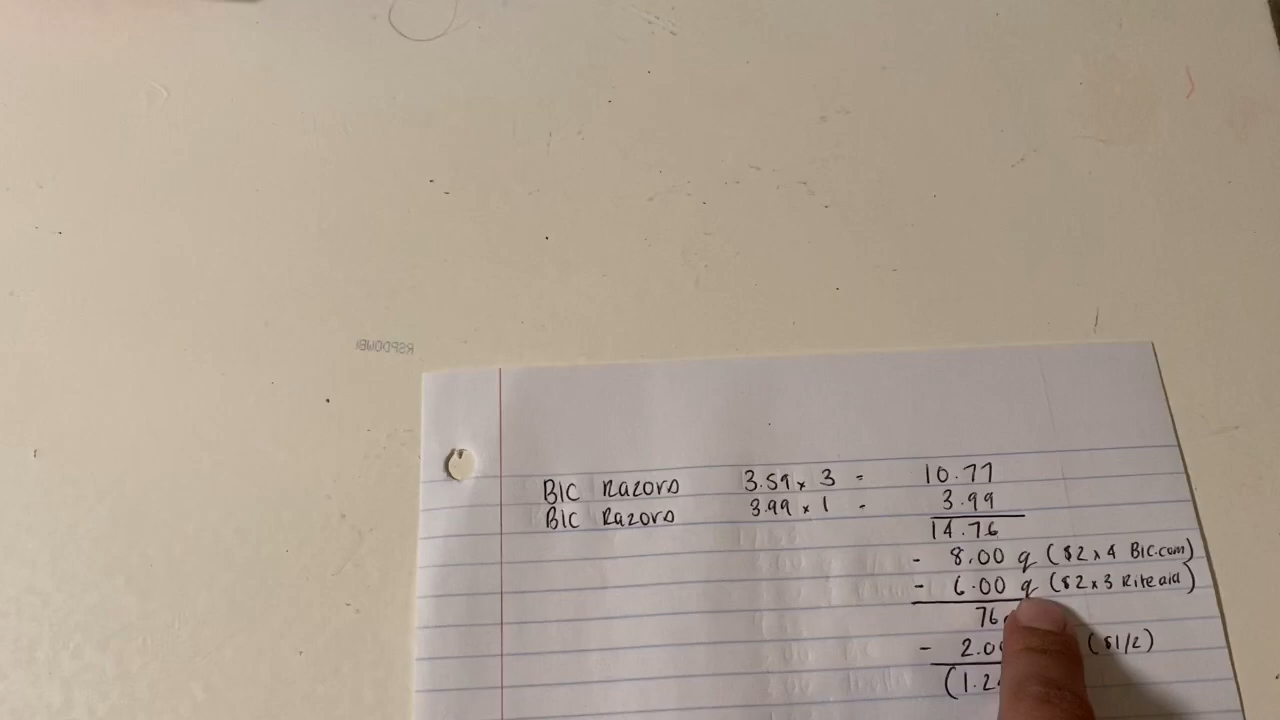 BIC Razors 3.59 x 3 = 10.77
BIC Razors 3.99 x 1 - 3.99
14.76
- 8.00 q ($2 x 4 BIC.com)
- 6.00 q ($2 x 3 Rite aid)
76
- 2.00 ($1/2)
(1.2